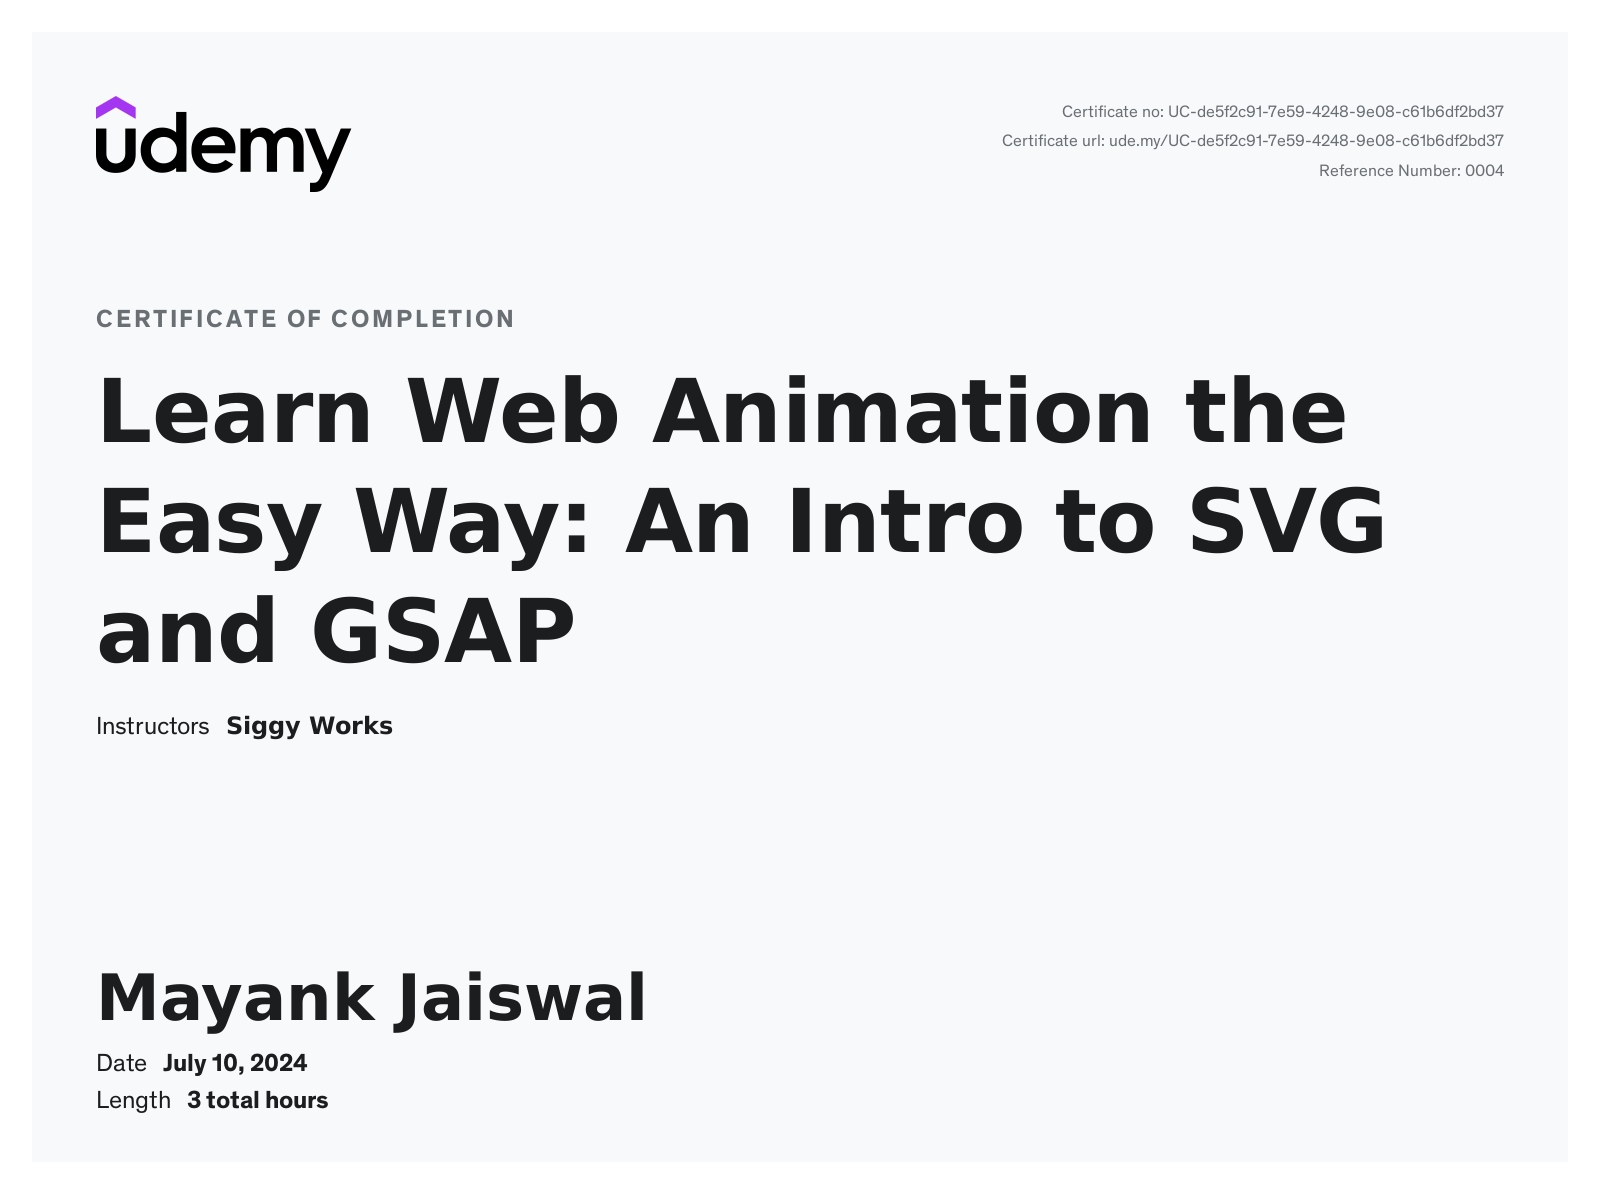 udemy
Certificate no: UC-de5f2c91-7e59-4248-9e08-c61b6df2bd37
Certificate url: ude.my/UC-de5f2c91-7e59-4248-9e08-c61b6df2bd37
Reference Number: 0004
CERTIFICATE OF COMPLETION
Learn Web Animation the
Easy Way: An Intro to SVG
and GSAP
Instructors Siggy Works
Mayank Jaiswal
Date July 10, 2024
Length 3 total hours